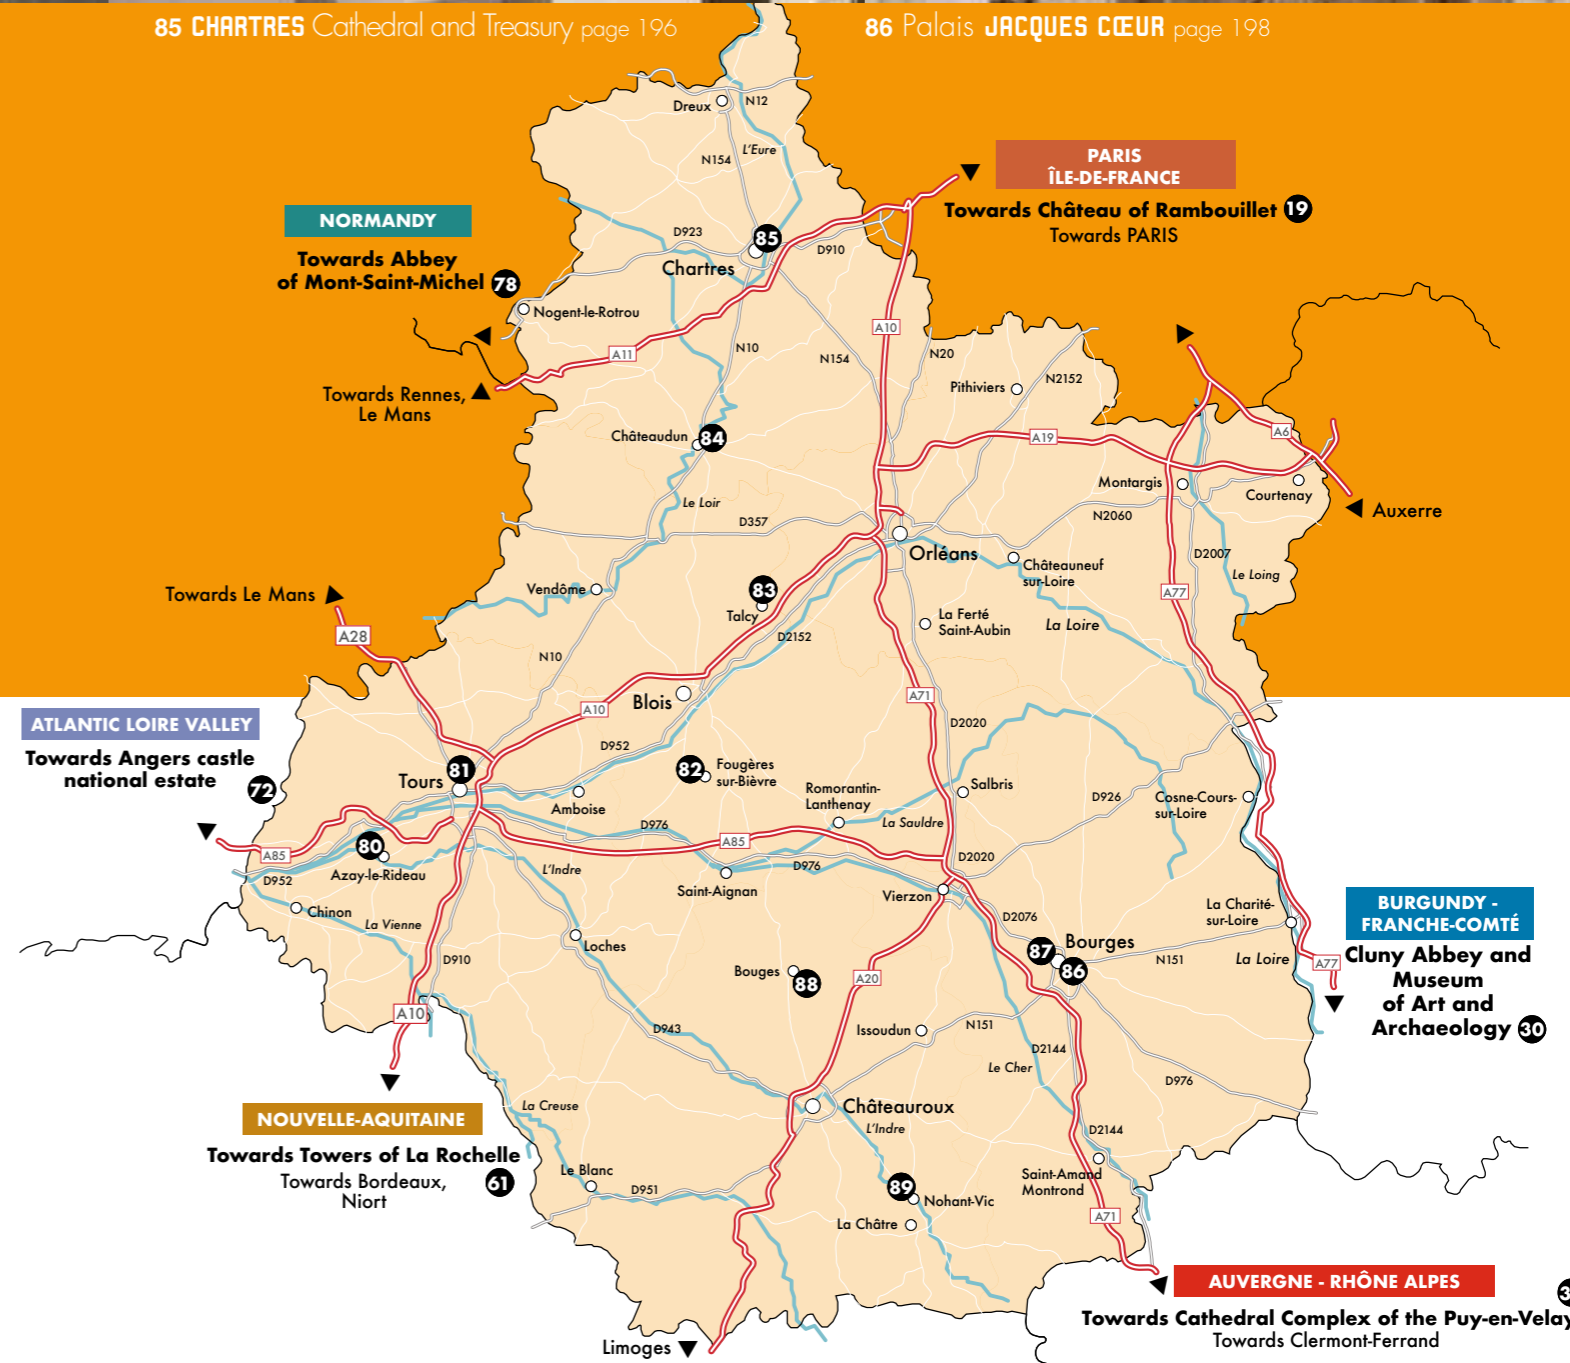 85 CHARTRES Cathedral and Treasury page 196
86 Palais JACQUES CŒUR page 198
Dreux
N12
L'Eure
N154
PARIS
ÎLE-DE-FRANCE
Towards Château of Rambouillet 19
Towards PARIS
NORMANDY
Towards Abbey
of Mont-Saint-Michel 78
D923
85
D910
Chartres
Nogent-le-Rotrou
A11
N10
N154
A10
N20
Pithiviers
N2152
Towards Rennes,
Le Mans
Châteaudun 84
A19
A6
Montargis
Courtenay
Auxerre
Le Loir
D357
N2060
Orléans
D2007
Châteauneuf
sur-Loire
Le Loing
A77
Towards Le Mans
Vendôme
83
Talcy
La Ferté
Saint-Aubin
La Loire
A28
D2152
N10
Blois
A10
A71
D2020
ATLANTIC LOIRE VALLEY
Towards Angers castle
national estate
72
D952
Tours
81
82
Fougères
sur-Bièvre
Amboise
Romorantin-
Lanthenay
Salbris
D926
Cosne-Cours-
sur-Loire
La Sauldre
D976
A85
D2020
80
A85
Azay-le-Rideau
D952
L'Indre
D976
Saint-Aignan
Vierzon
Chinon
La Vienne
Loches
D2076
La Charité-
sur-Loire
BURGUNDY -
FRANCHE-COMTÉ
Cluny Abbey and
Museum
of Art and
Archaeology 30
87
Bourges
86
N151
La Loire
A77
D910
Bouges
88
A20
A10
D943
Issoudun
N151
D2144
Le Cher
D976
NOUVELLE-AQUITAINE
Towards Towers of La Rochelle
Towards Bordeaux,
Niort
61
La Creuse
Châteauroux
L'Indre
D2144
Le Blanc
D951
Saint-Amand
Montrond
89
Nohant-Vic
La Châtre
A71
AUVERGNE - RHÔNE ALPES
3
Towards Cathedral Complex of the Puy-en-Velay
Towards Clermont-Ferrand
Limoges